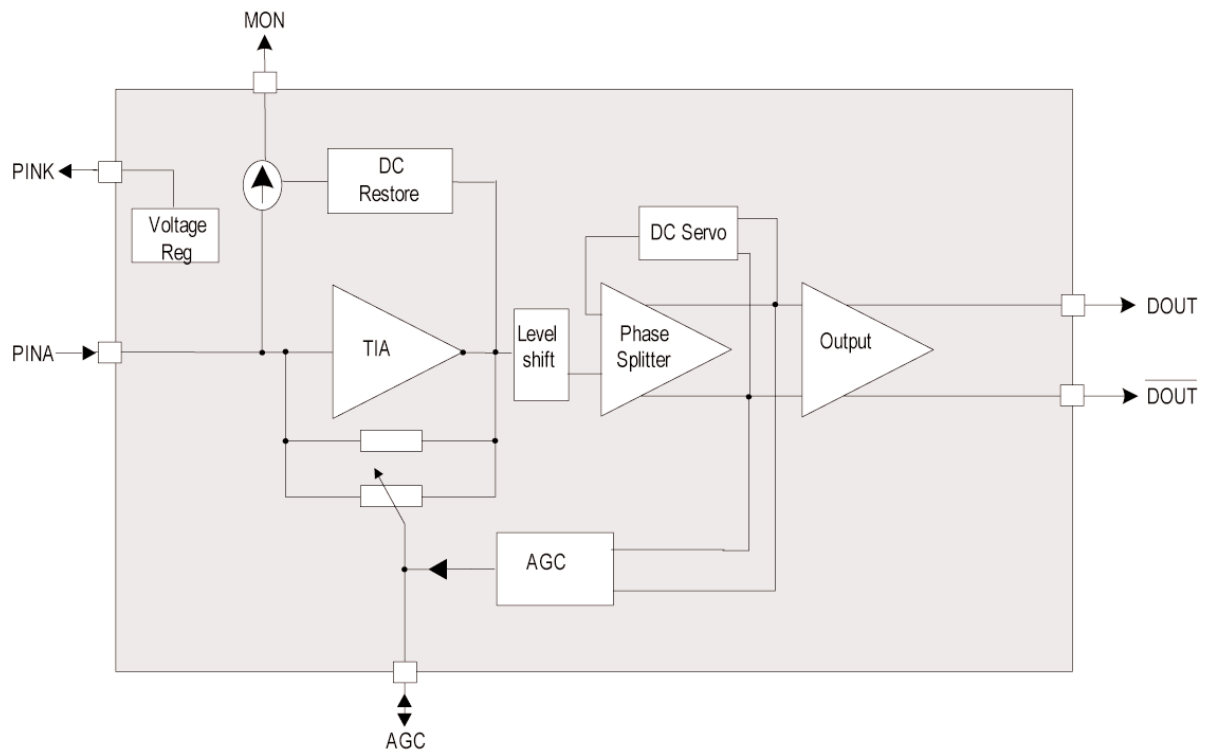 MON
PINK
Voltage
Reg
DC
Restore
DC Servo
PINA
TIA
Level
shift
Phase
Splitter
Output
DOUT
DOUT
AGC
AGC